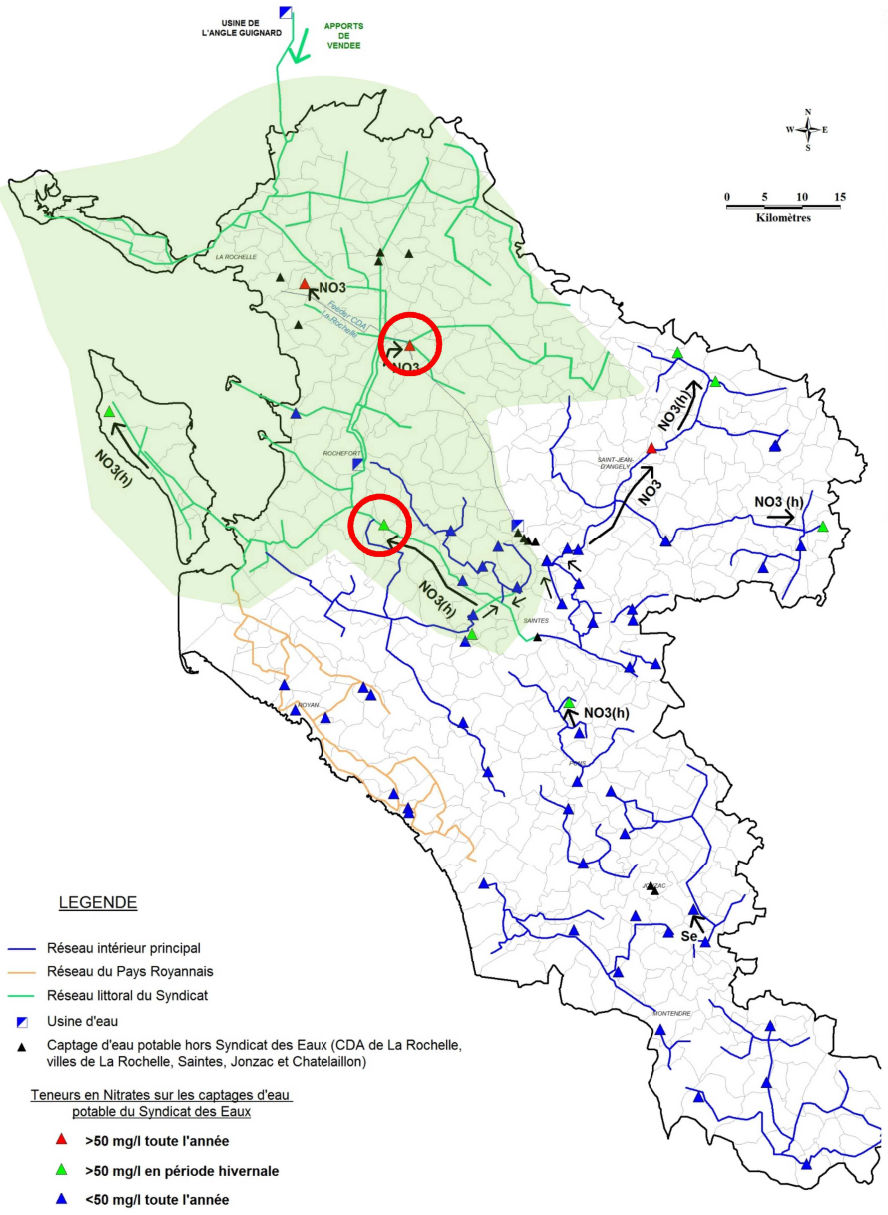 USINE DE
L'ANGLE GUIGNARD
APPORTS
DE
VENDEE
N
W E
S
0 5 10 15
Kilomètres
LA ROCHELLE
NO3
Feeder CDA
La Rochelle
NO3
NO3(h)
NO3(h)
ROCHEFORT
SAINT-JEAN-
D'ANGELY
NO3
NO3 (h)
NO3(h)
SAINTES
NO3(h)
ROYAN
PONS
JONZAC
Se
MONTENDRE
LEGENDE
Réseau intérieur principal
Réseau du Pays Royannais
Réseau littoral du Syndicat
Usine d'eau
Captage d'eau potable hors Syndicat des Eaux (CDA de La Rochelle,
villes de La Rochelle, Saintes, Jonzac et Chatelaillon)
Teneurs en Nitrates sur les captages d'eau
potable du Syndicat des Eaux
>50 mg/l toute l'année
>50 mg/l en période hivernale
<50 mg/l toute l'année